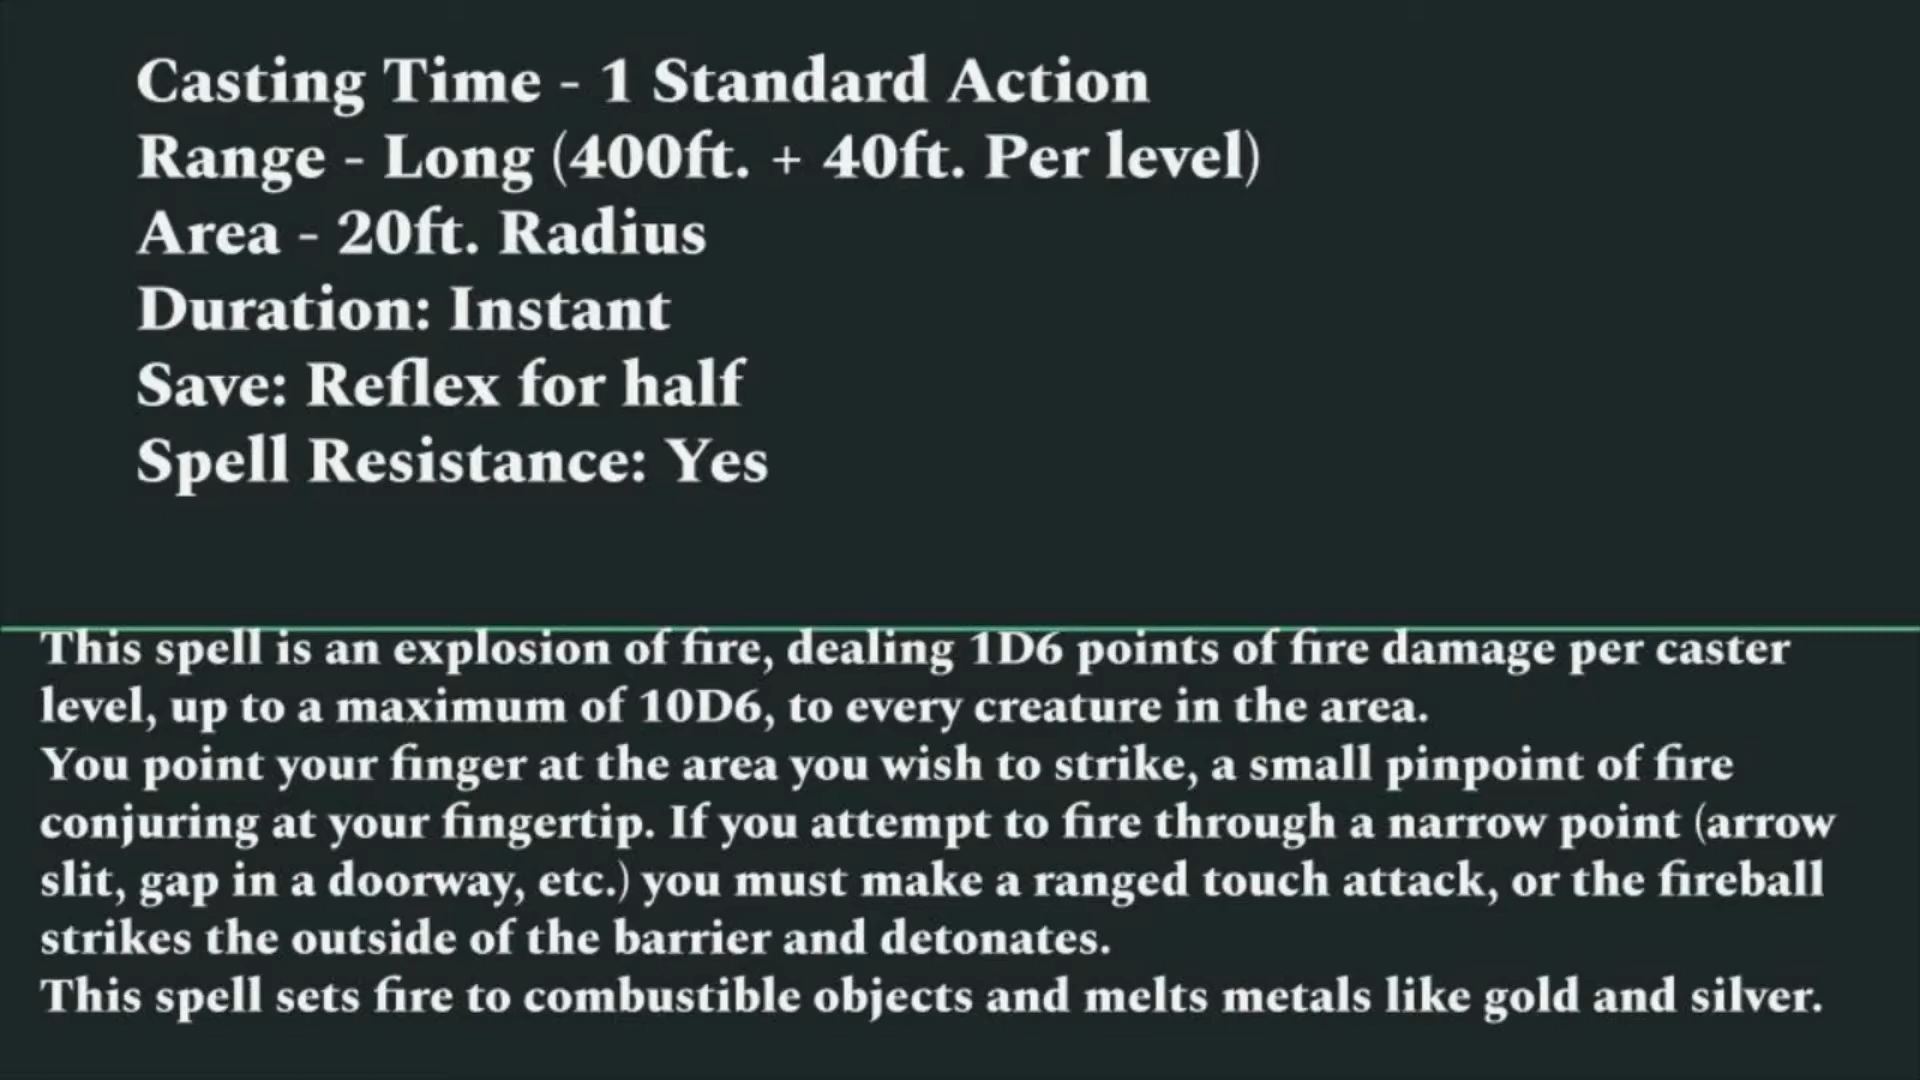 Casting Time - 1 Standard Action
Range - Long (400ft. + 40ft. Per level)
Area - 20ft. Radius
Duration: Instant
Save: Reflex for half
Spell Resistance: Yes
This spell is an explosion of fire, dealing 1D6 points of fire damage per caster
level, up to a maximum of 10D6, to every creature in the area.
You point your finger at the area you wish to strike, a small pinpoint of fire
conjuring at your fingertip. If you attempt to fire through a narrow point (arrow
slit, gap in a doorway, etc.) you must make a ranged touch attack, or the fireball
strikes the outside of the barrier and detonates.
This spell sets fire to combustible objects and melts metals like gold and silver.